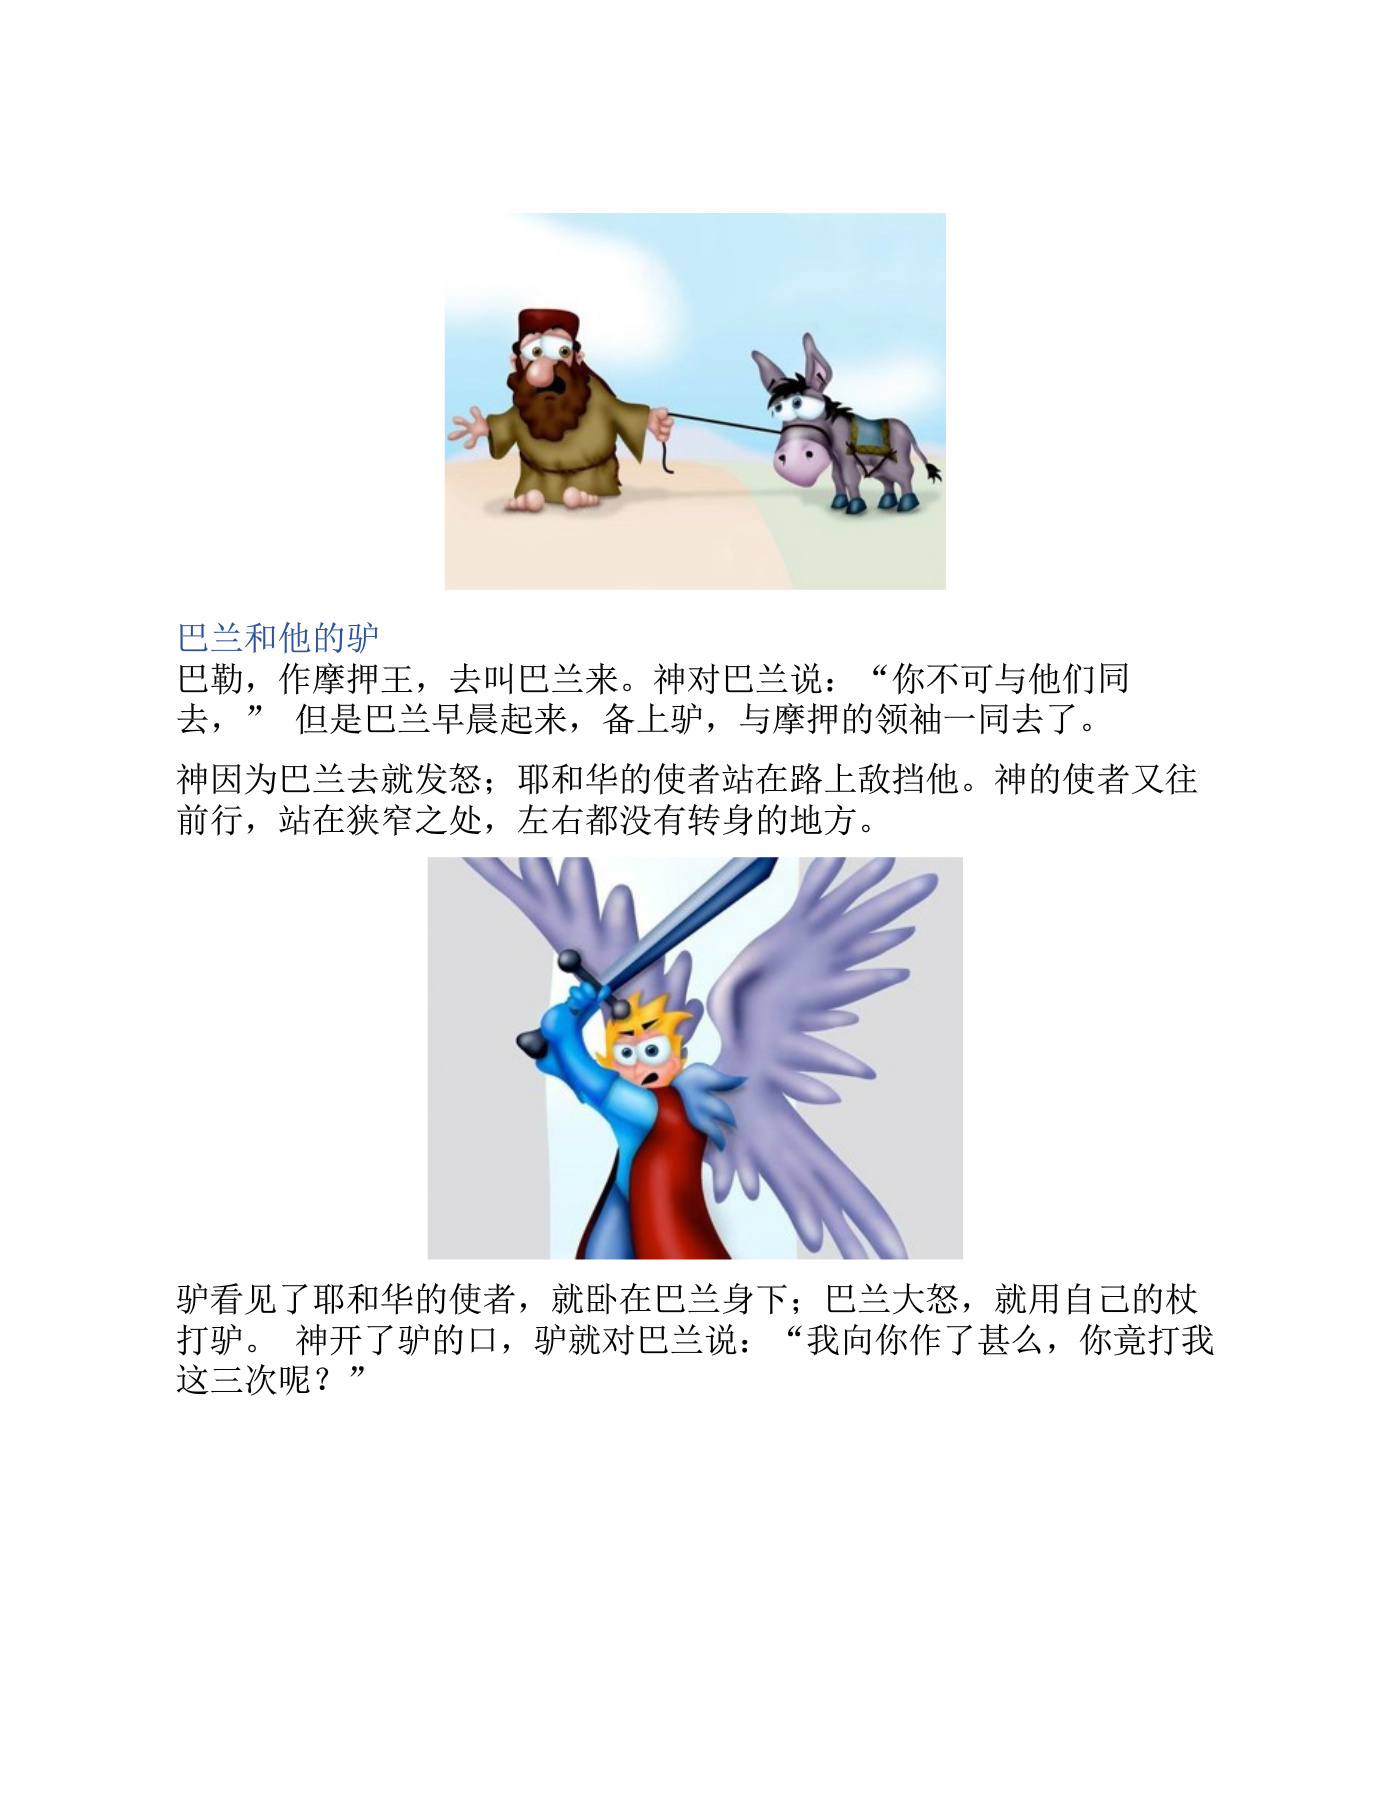 巴兰和他的驴
巴勒，作摩押王，去叫巴兰来。神对巴兰说：“你不可与他们同
去，” 但是巴兰早晨起来，备上驴，与摩押的领袖一同去了。
神因为巴兰去就发怒；耶和华的使者站在路上敌挡他。神的使者又往
前行，站在狭窄之处，左右都没有转身的地方。
驴看见了耶和华的使者，就卧在巴兰身下；巴兰大怒，就用自己的杖
打驴。 神开了驴的口，驴就对巴兰说：“我向你作了甚么，你竟打我
这三次呢？”